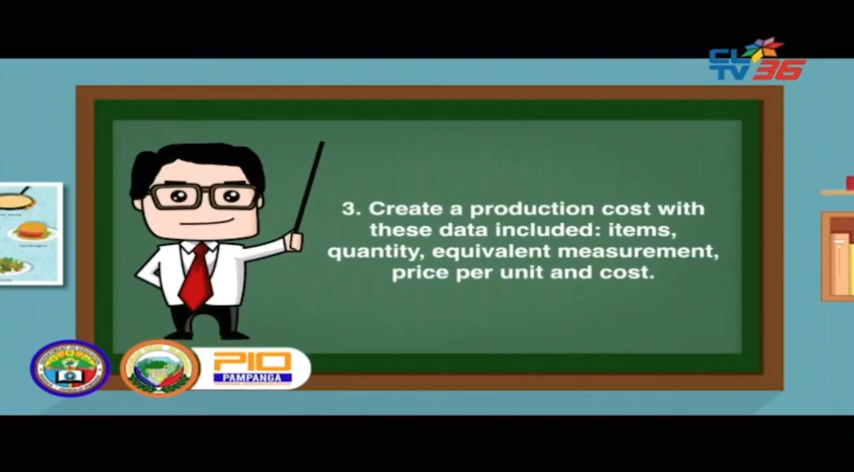 CLTV36
3. Create a production cost with
these data included: items,
quantity, equivalent measurement,
price per unit and cost.
PIO
PAMPANGA